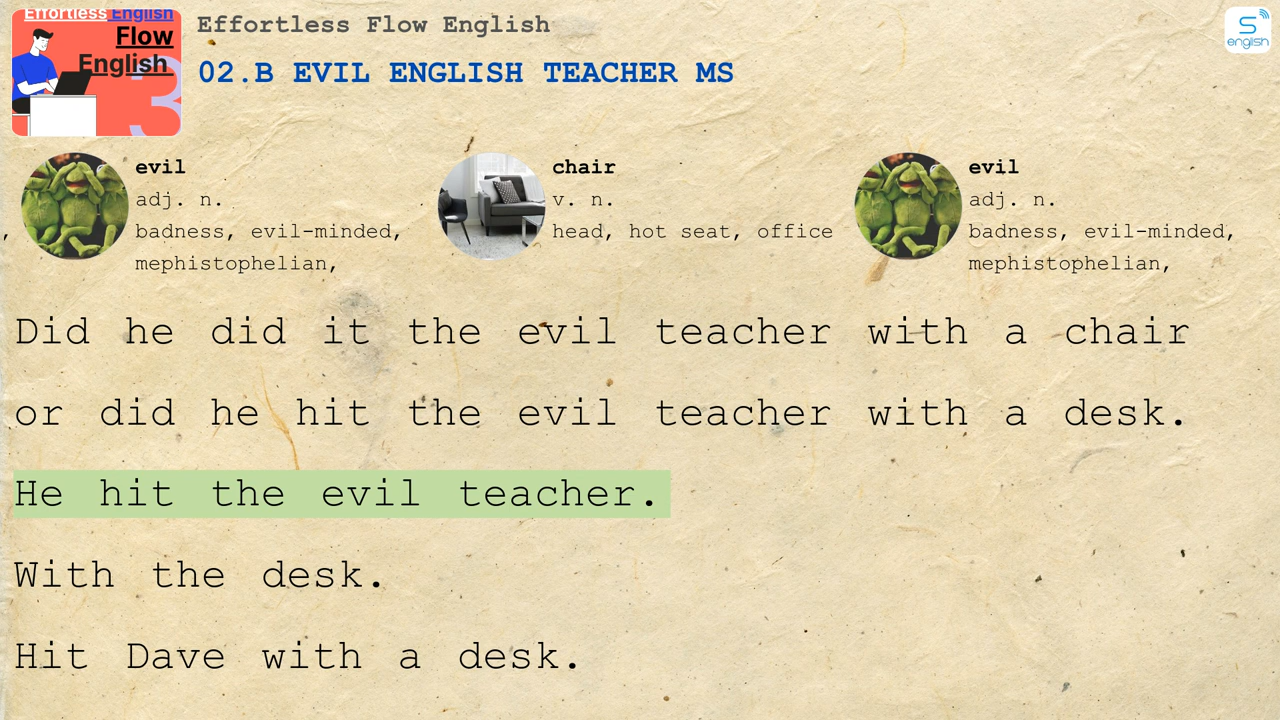 Effortless English
Flow
English
3
Effortless Flow English
02.B EVIL ENGLISH TEACHER MS
S
english
evil
adj. n.
badness, evil-minded,
mephistophelian,
chair
v. n.
head, hot seat, office
evil
adj. n.
badness, evil-minded,
mephistophelian,
Did he did it the evil teacher with a chair
or did he hit the evil teacher with a desk.
He hit the evil teacher.
With the desk.
Hit Dave with a desk.